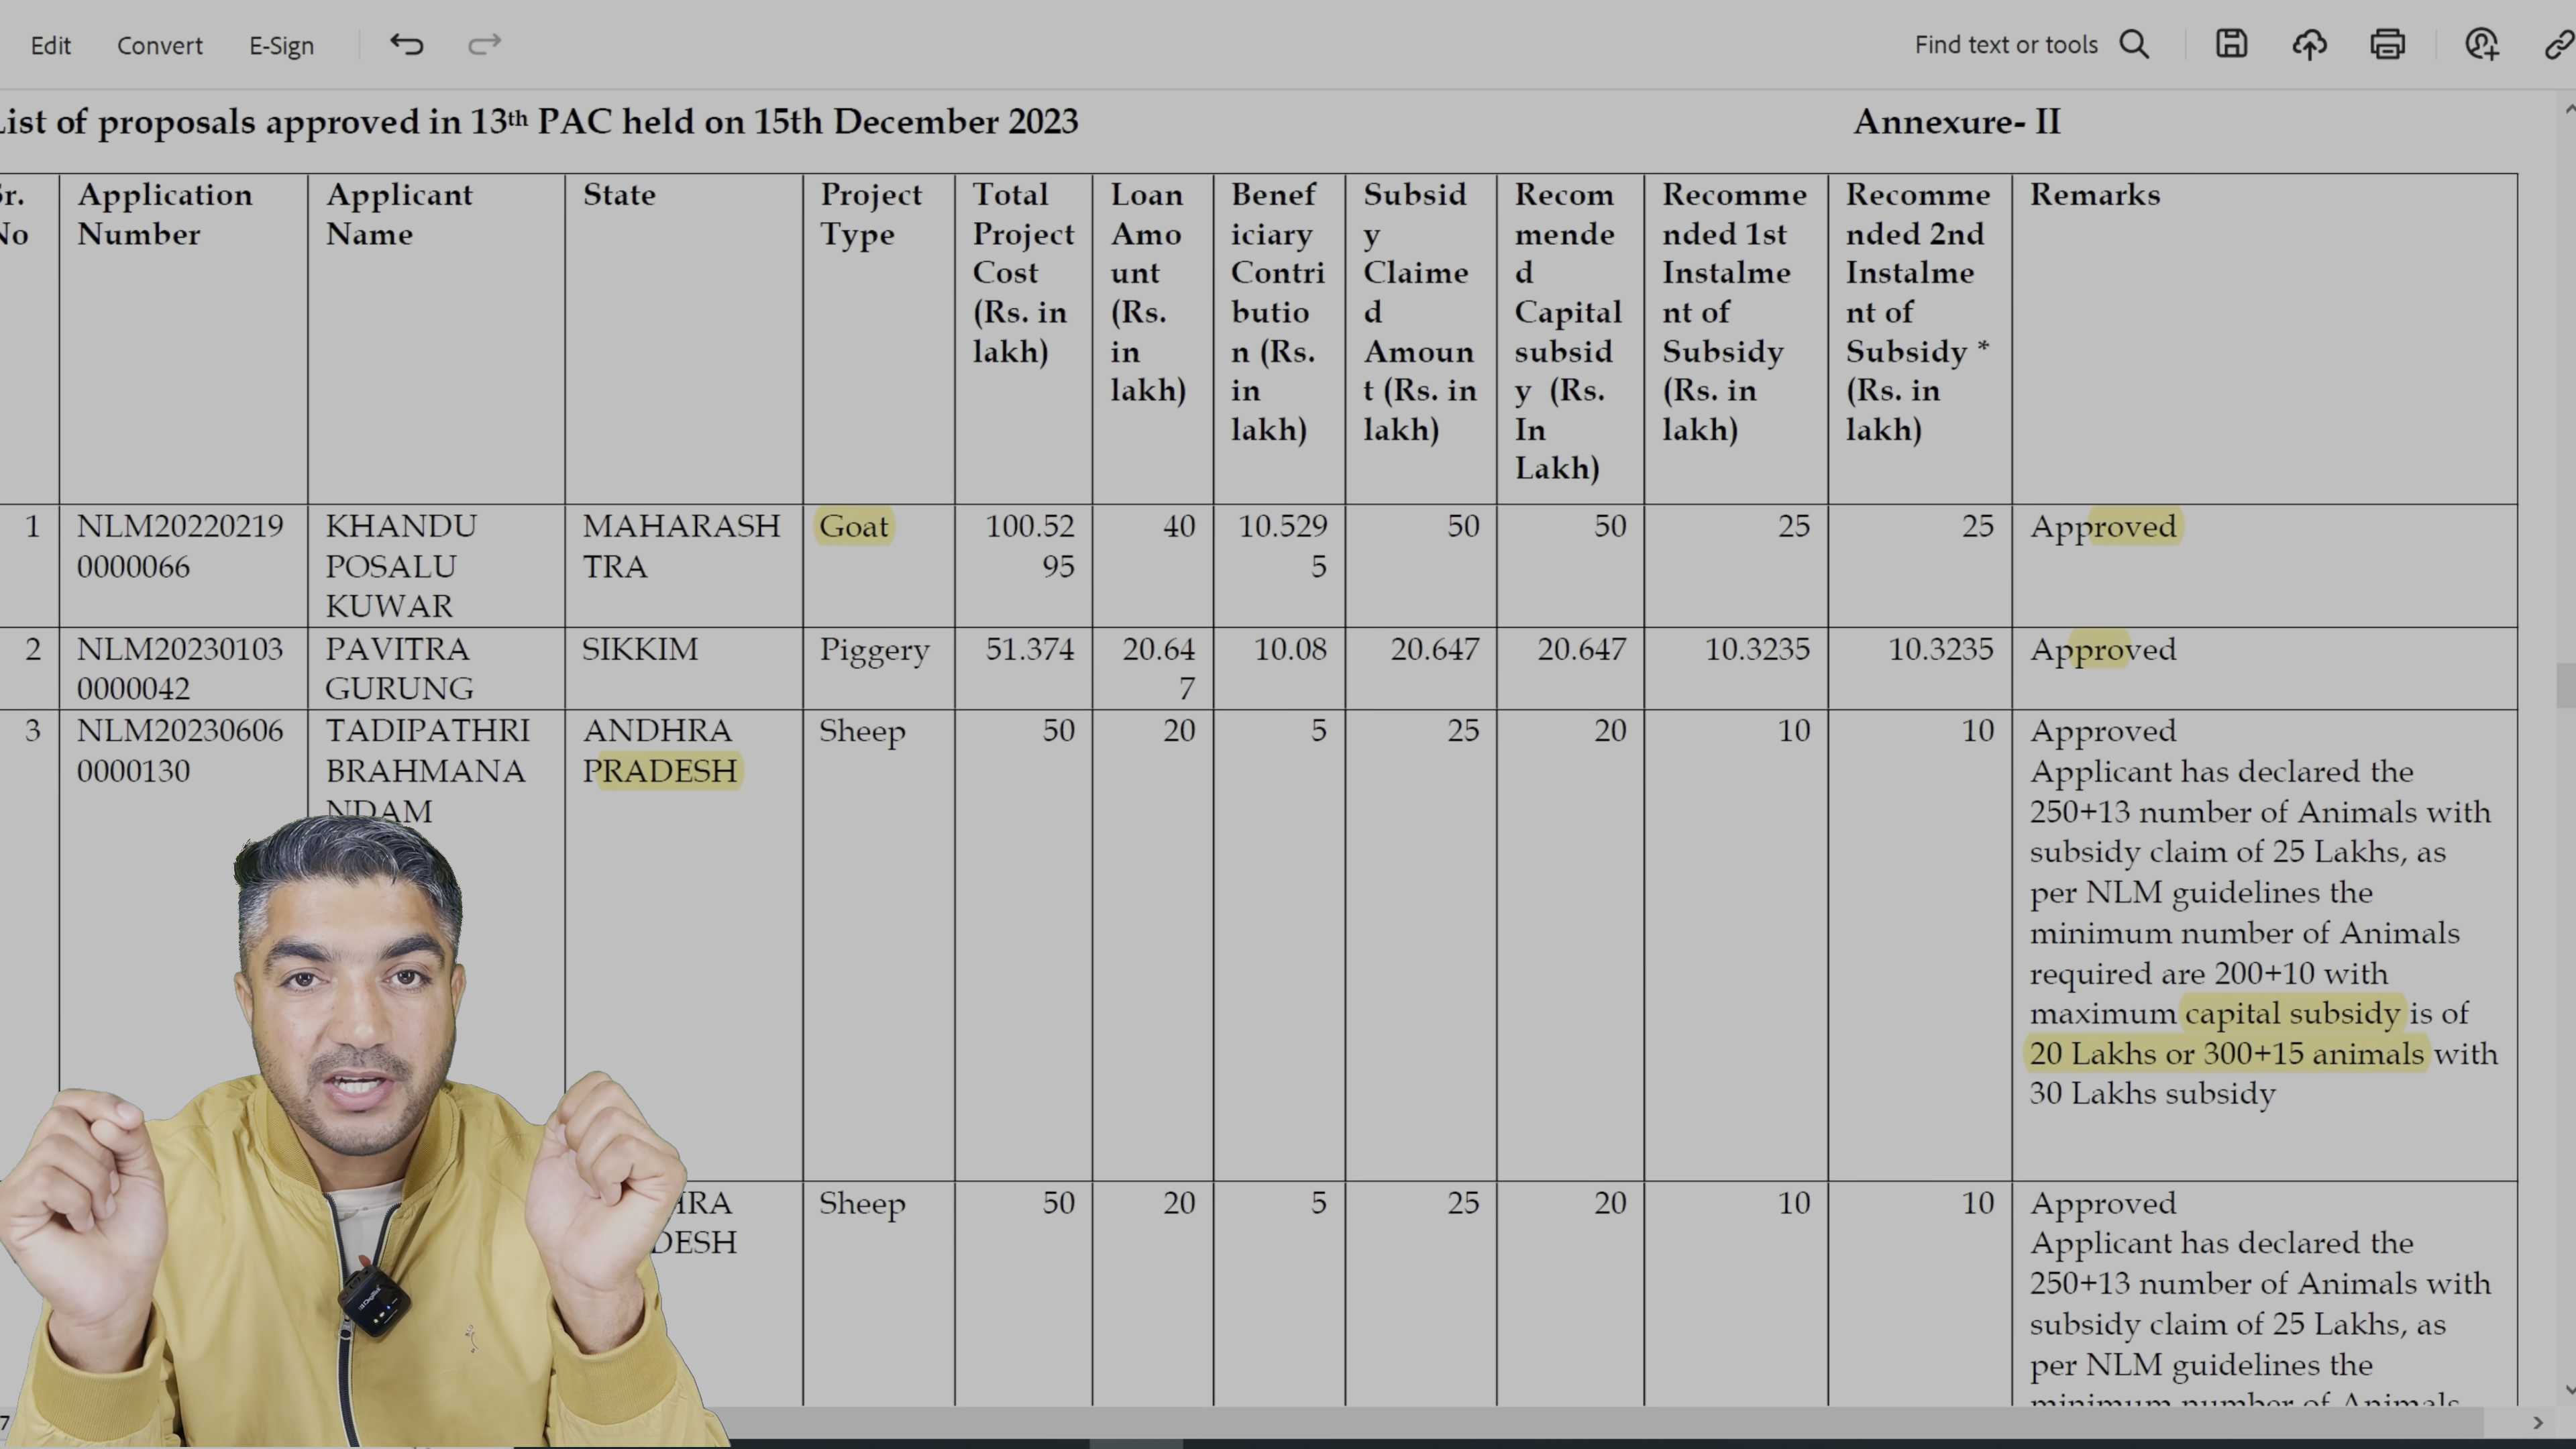 Edit Convert E-Sign Find text or tools
List of proposals approved in 13th PAC held on 15th December 2023 Annexure- II
Sr. No
Application Number
Applicant Name
State
Project Type
Total Project Cost (Rs. in lakh)
Loan Amo unt (Rs. in lakh)
Benef iciary Contri butio n (Rs. in lakh)
Subsid y Claime d Amoun t (Rs. in lakh)
Recom mende d Capital subsid y (Rs. In Lakh)
Recomme nded 1st Instalme nt of Subsidy (Rs. in lakh)
Recomme nded 2nd Instalme nt of Subsidy * (Rs. in lakh)
Remarks
1 NLM20220219 KHANDU MAHARASH Goat 100.52 40 10.529 50 50 25 25 Approved
0000066 POSALU TRA 95 5
KUWAR
2 NLM20230103 PAVITRA SIKKIM Piggery 51.374 20.64 10.08 20.647 20.647 10.3235 10.3235 Approved
0000042 GURUNG 7
3 NLM20230606 TADIPATHRI ANDHRA Sheep 50 20 5 25 20 10 10 Approved
0000130 BRAHMANA PRADESH Applicant has declared the
NDAM 250+13 number of Animals with
subsidy claim of 25 Lakhs, as
per NLM guidelines the
minimum number of Animals
required are 200+10 with
maximum capital subsidy is of
20 Lakhs or 300+15 animals with
30 Lakhs subsidy
HRA Sheep 50 20 5 25 20 10 10 Approved
DESH Applicant has declared the
250+13 number of Animals with
subsidy claim of 25 Lakhs, as
per NLM guidelines the
minimum number of Animals
7